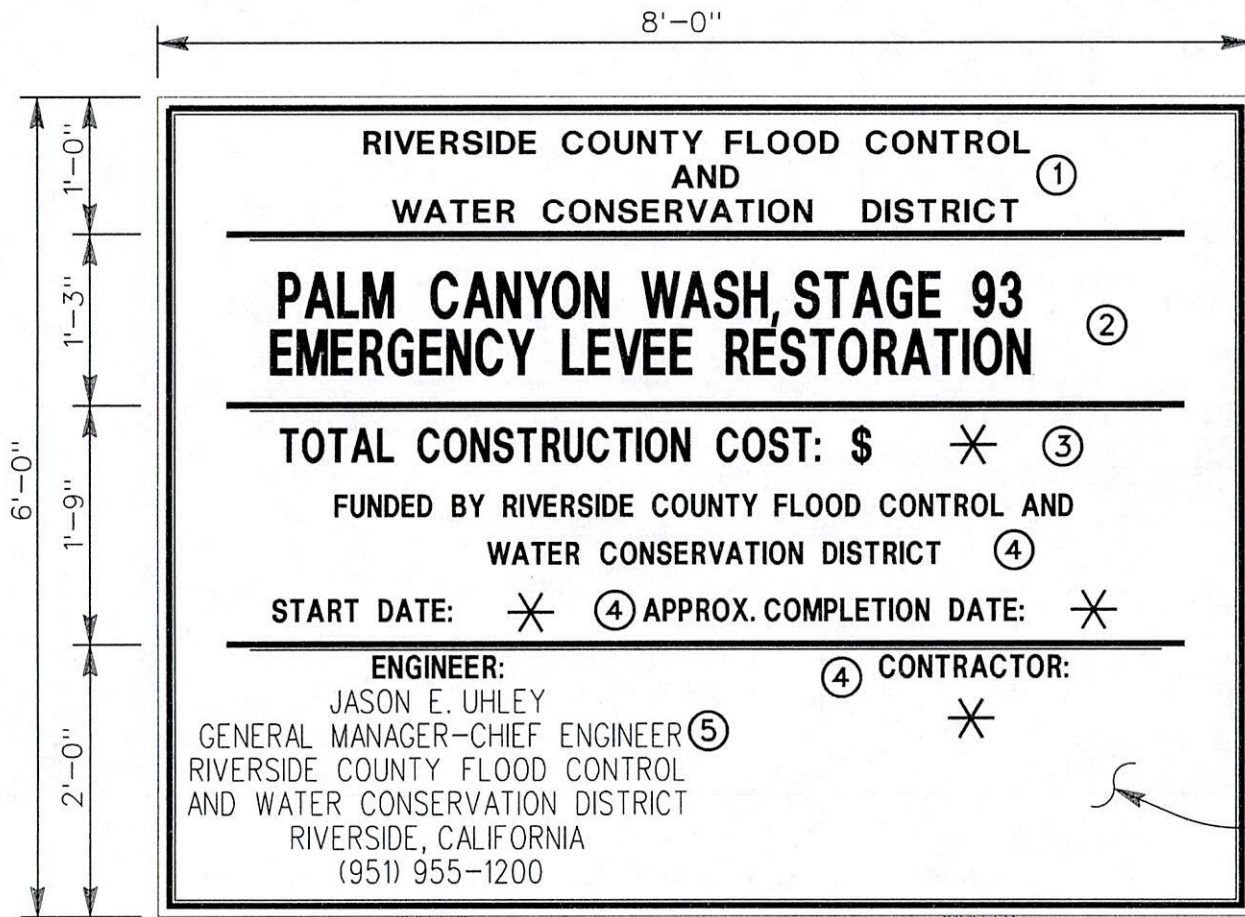 8'-0"
6'-0"
1'-0"
1'-3"
1'-9"
2'-0"
RIVERSIDE COUNTY FLOOD CONTROL
AND
WATER CONSERVATION DISTRICT
1
PALM CANYON WASH, STAGE 93
EMERGENCY LEVEE RESTORATION
2
TOTAL CONSTRUCTION COST: $ * 3
FUNDED BY RIVERSIDE COUNTY FLOOD CONTROL AND
WATER CONSERVATION DISTRICT 4
START DATE: * 4 APPROX. COMPLETION DATE: *
ENGINEER:
JASON E. UHLEY
GENERAL MANAGER-CHIEF ENGINEER 5
RIVERSIDE COUNTY FLOOD CONTROL
AND WATER CONSERVATION DISTRICT
RIVERSIDE, CALIFORNIA
(951) 955-1200
4 CONTRACTOR:
*